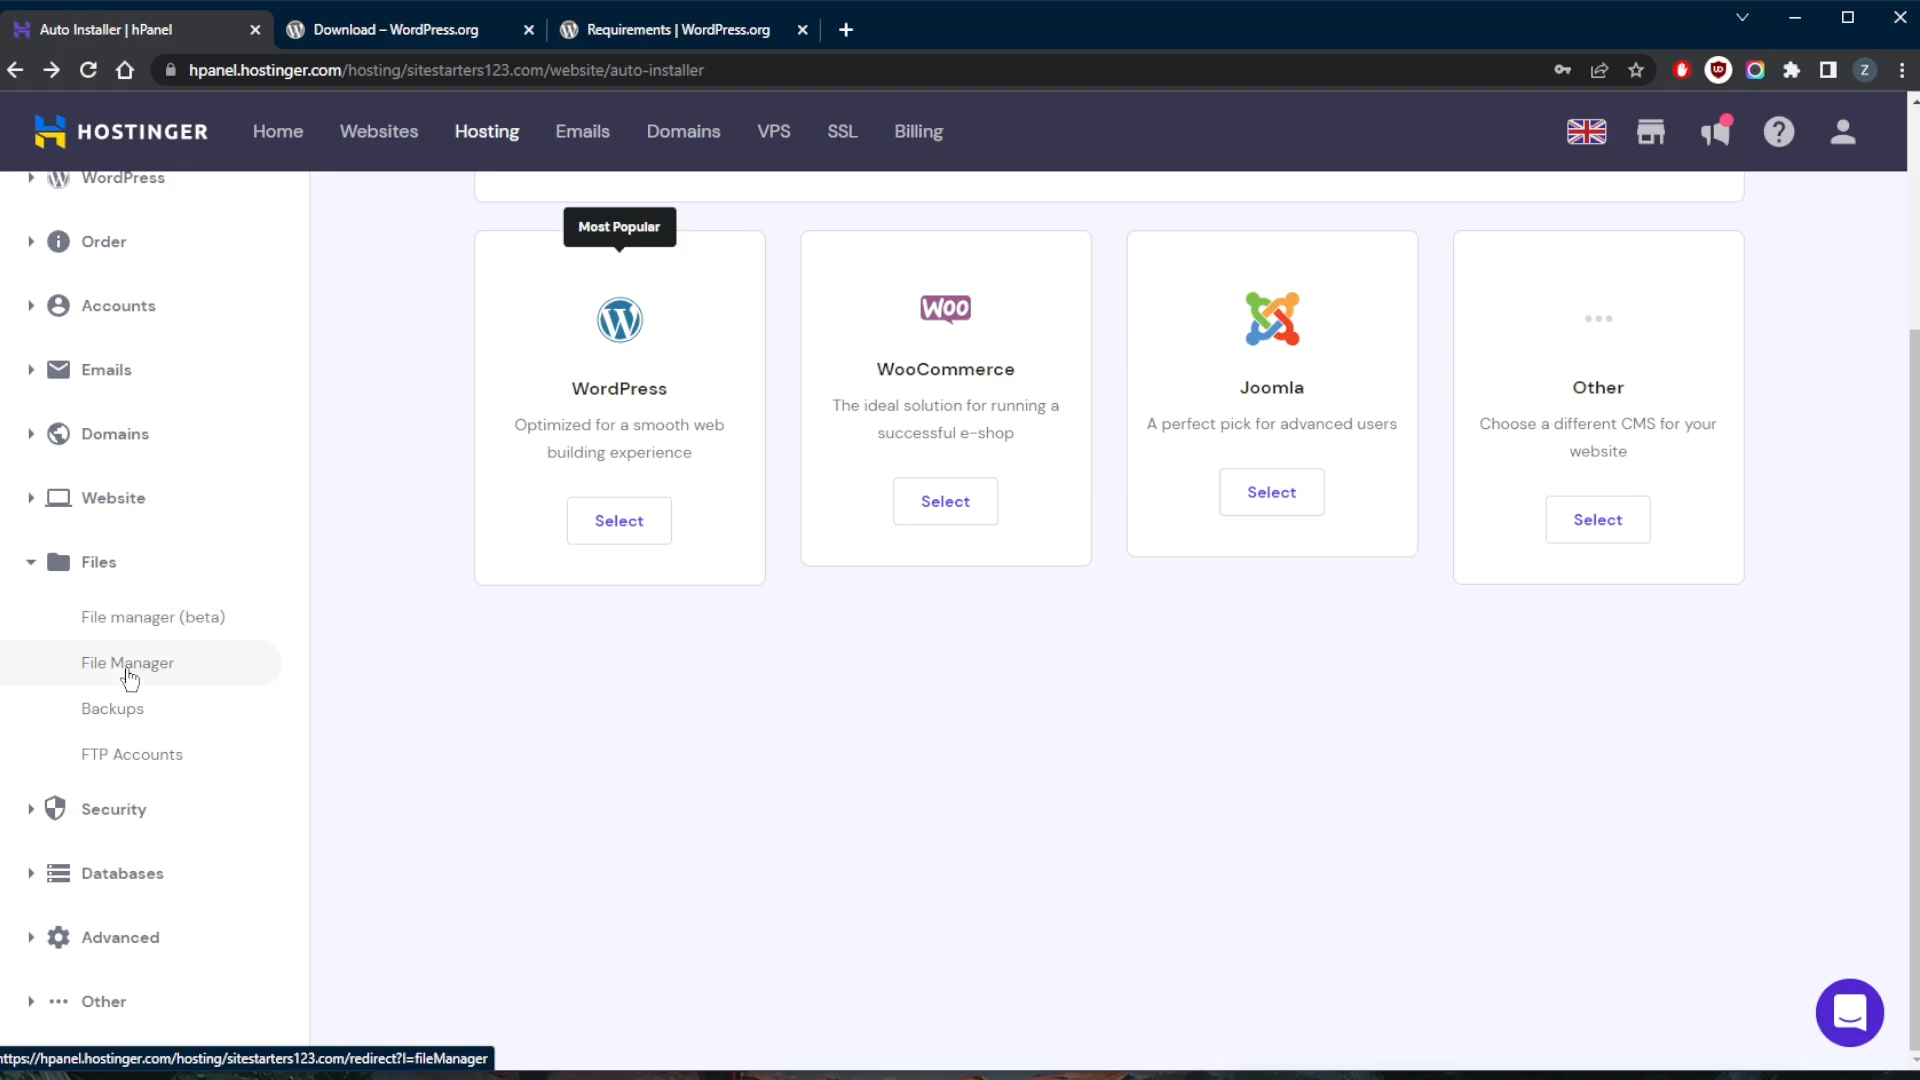 Auto Installer | hPanel
Download – WordPress.org
Requirements | WordPress.org
hpanel.hostinger.com/hosting/sitestarters123.com/website/auto-installer
Z
HOSTINGER
Home
Websites
Hosting
Emails
Domains
VPS
SSL
Billing
WordPress
Order
Accounts
Emails
Domains
Website
Files
File manager (beta)
File Manager
Backups
FTP Accounts
Security
Databases
Advanced
Other
Most Popular
WordPress
Optimized for a smooth web
building experience
Select
WOO
WooCommerce
The ideal solution for running a
successful e-shop
Select
Joomla
A perfect pick for advanced users
Select
Other
Choose a different CMS for your
website
Select
ttps://hpanel.hostinger.com/hosting/sitestarters123.com/redirect?l=fileManager